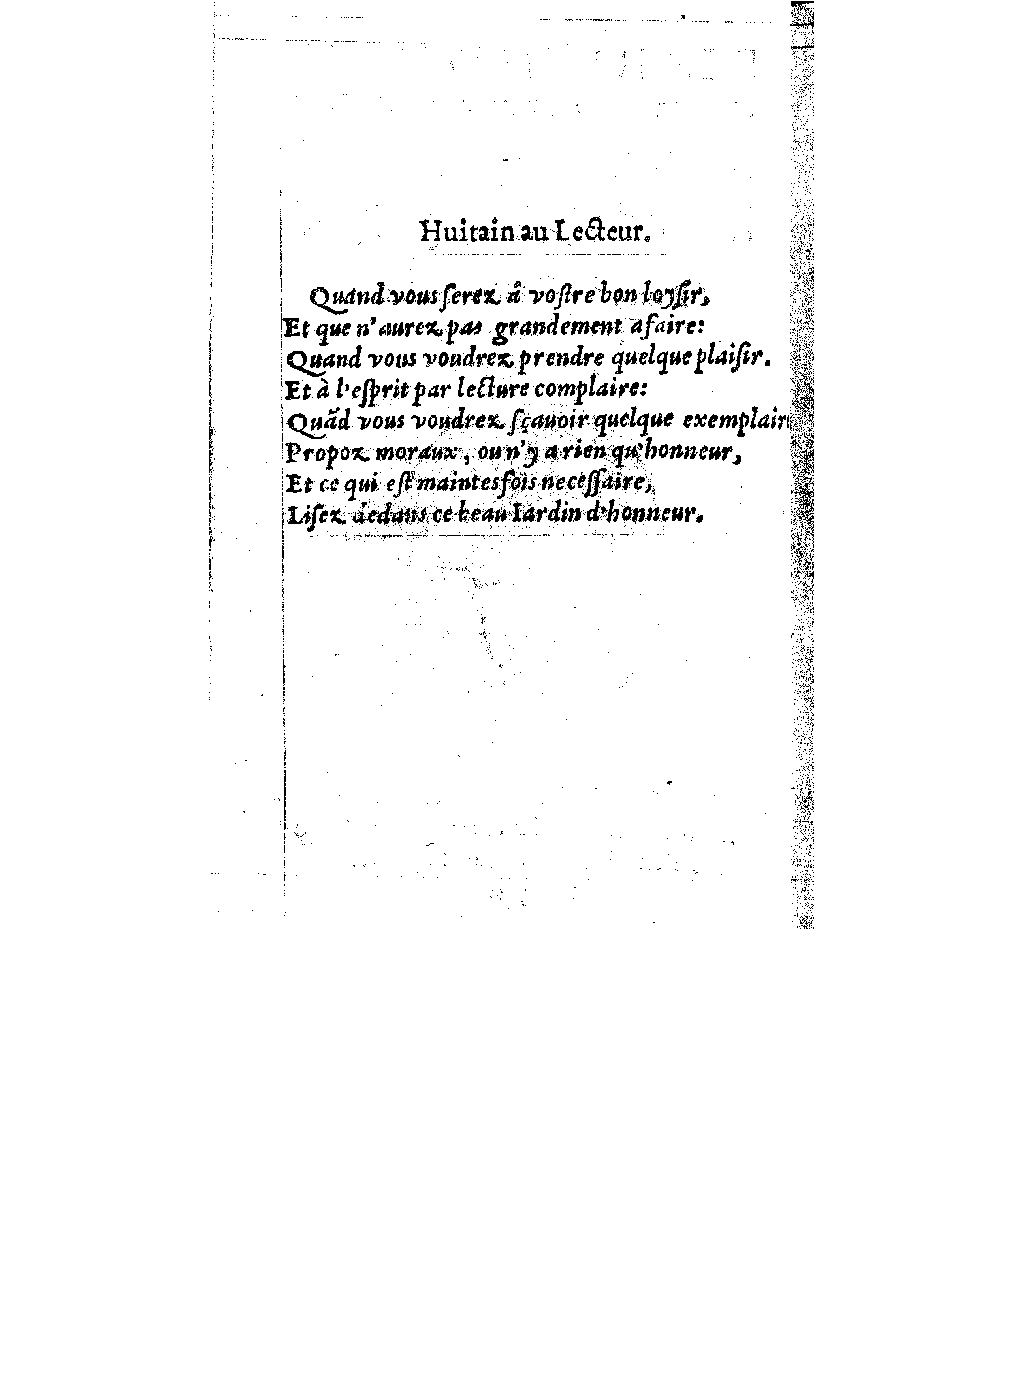 Huitain au Lecteur.
Quand vous ſerez à voſtre bon loyſir,
Et que n'aurez pas grandement afaire:
Quand vous voudrez prendre quelque plaiſir.
Et à l'eſprit par lecture complaire:
Quãd vous voudrez ſçauoir quelque exemplair
Propoz moraux, ou n'y a rien qu'honneur,
Et ce qui eſt maintesfois neceſſaire,
Liſez dedans ce beau Iardin d'honneur.